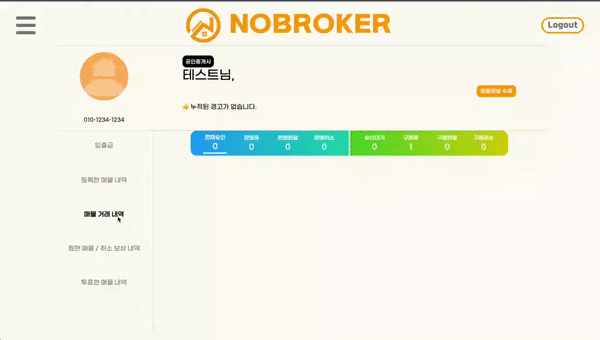 NOBROKER
Logout
공인중개사
테스트님,
회원정보 수정
👍 누적된 경고가 없습니다.
010-1234-1234
판매승인 판매중 판매완료 판매취소 승인대기 구매중 구매완료 구매취소
0 0 0 0 0 1 0 0
입출금
등록한 매물 내역
매물 거래 내역
찜한 매물 / 취소 보상 내역
투표한 매물 내역